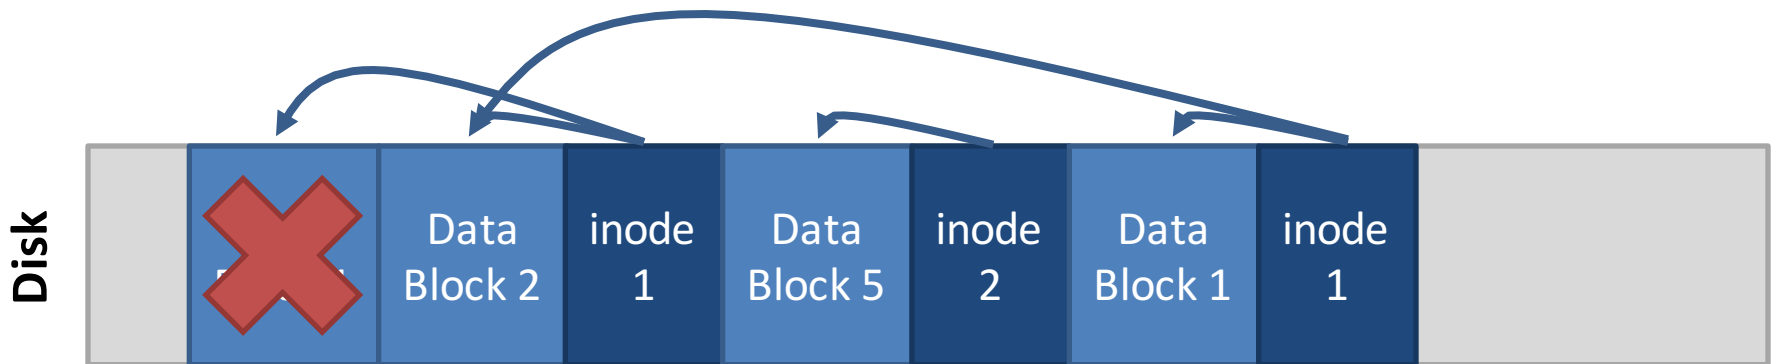 Disk
Data
Block 2
inode
1
Data
Block 5
inode
2
Data
Block 1
inode
1